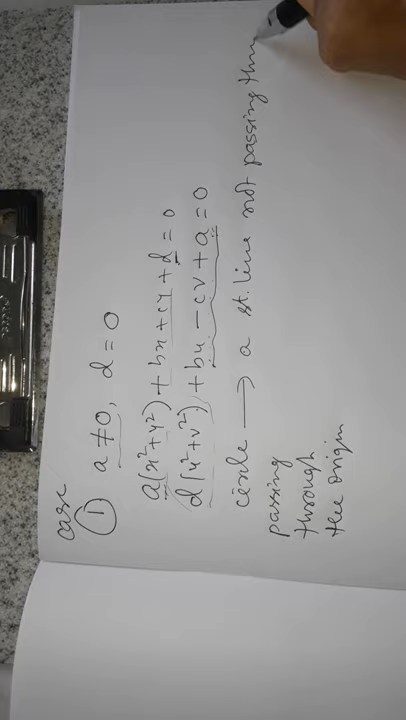 case
① a ≠ 0, d = 0
a(x²+y²) + bx + cy + d = 0
d(u²+v²) + bu - cv + a = 0
circle → a st. line not passing thro
passing
through
the origin